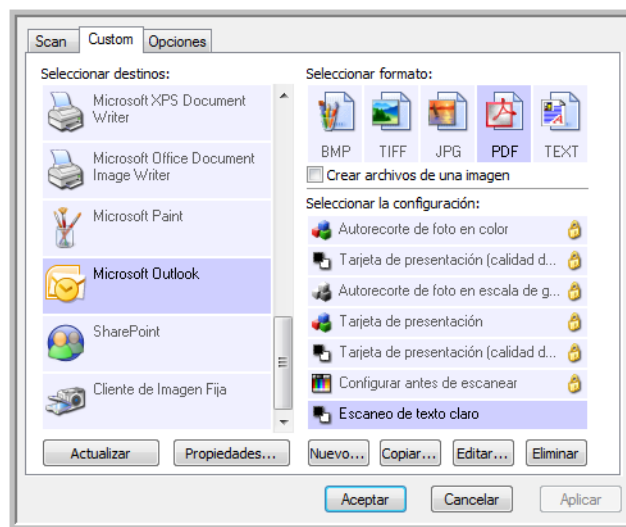 Scan Custom Opciones
Seleccionar destinos:
Microsoft XPS Document
Writer
Microsoft Office Document
Image Writer
Microsoft Paint
Microsoft Outlook
SharePoint
Cliente de Imagen Fija
Actualizar Propiedades...
Seleccionar formato:
BMP TIFF JPG PDF TEXT
Crear archivos de una imagen
Seleccionar la configuración:
Autorecorte de foto en color
Tarjeta de presentación (calidad d...
Autorecorte de foto en escala de g...
Tarjeta de presentación
Tarjeta de presentación (calidad d...
Configurar antes de escanear
Escaneo de texto claro
Nuevo... Copiar... Editar... Eliminar
Aceptar Cancelar Aplicar